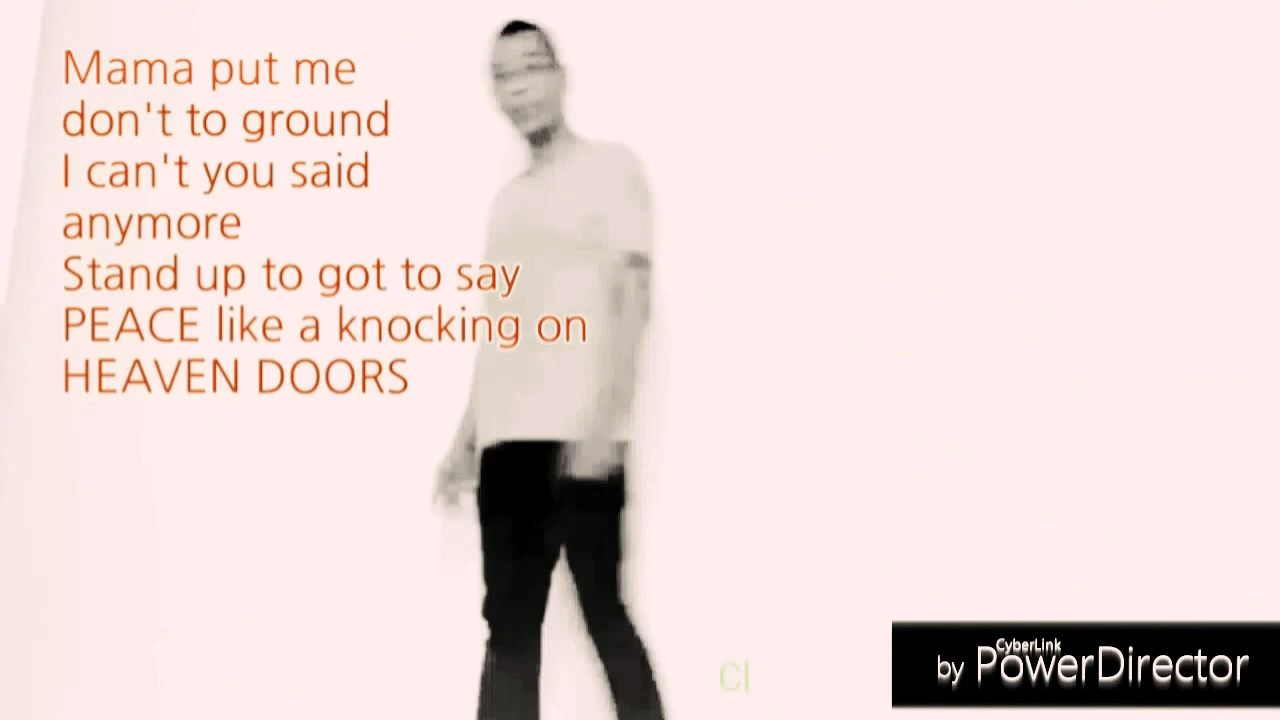 Mama put me
don't to ground
I can't you said
anymore
Stand up to got to say
PEACE like a knocking on
HEAVEN DOORS
Cl
by CyberLink PowerDirector